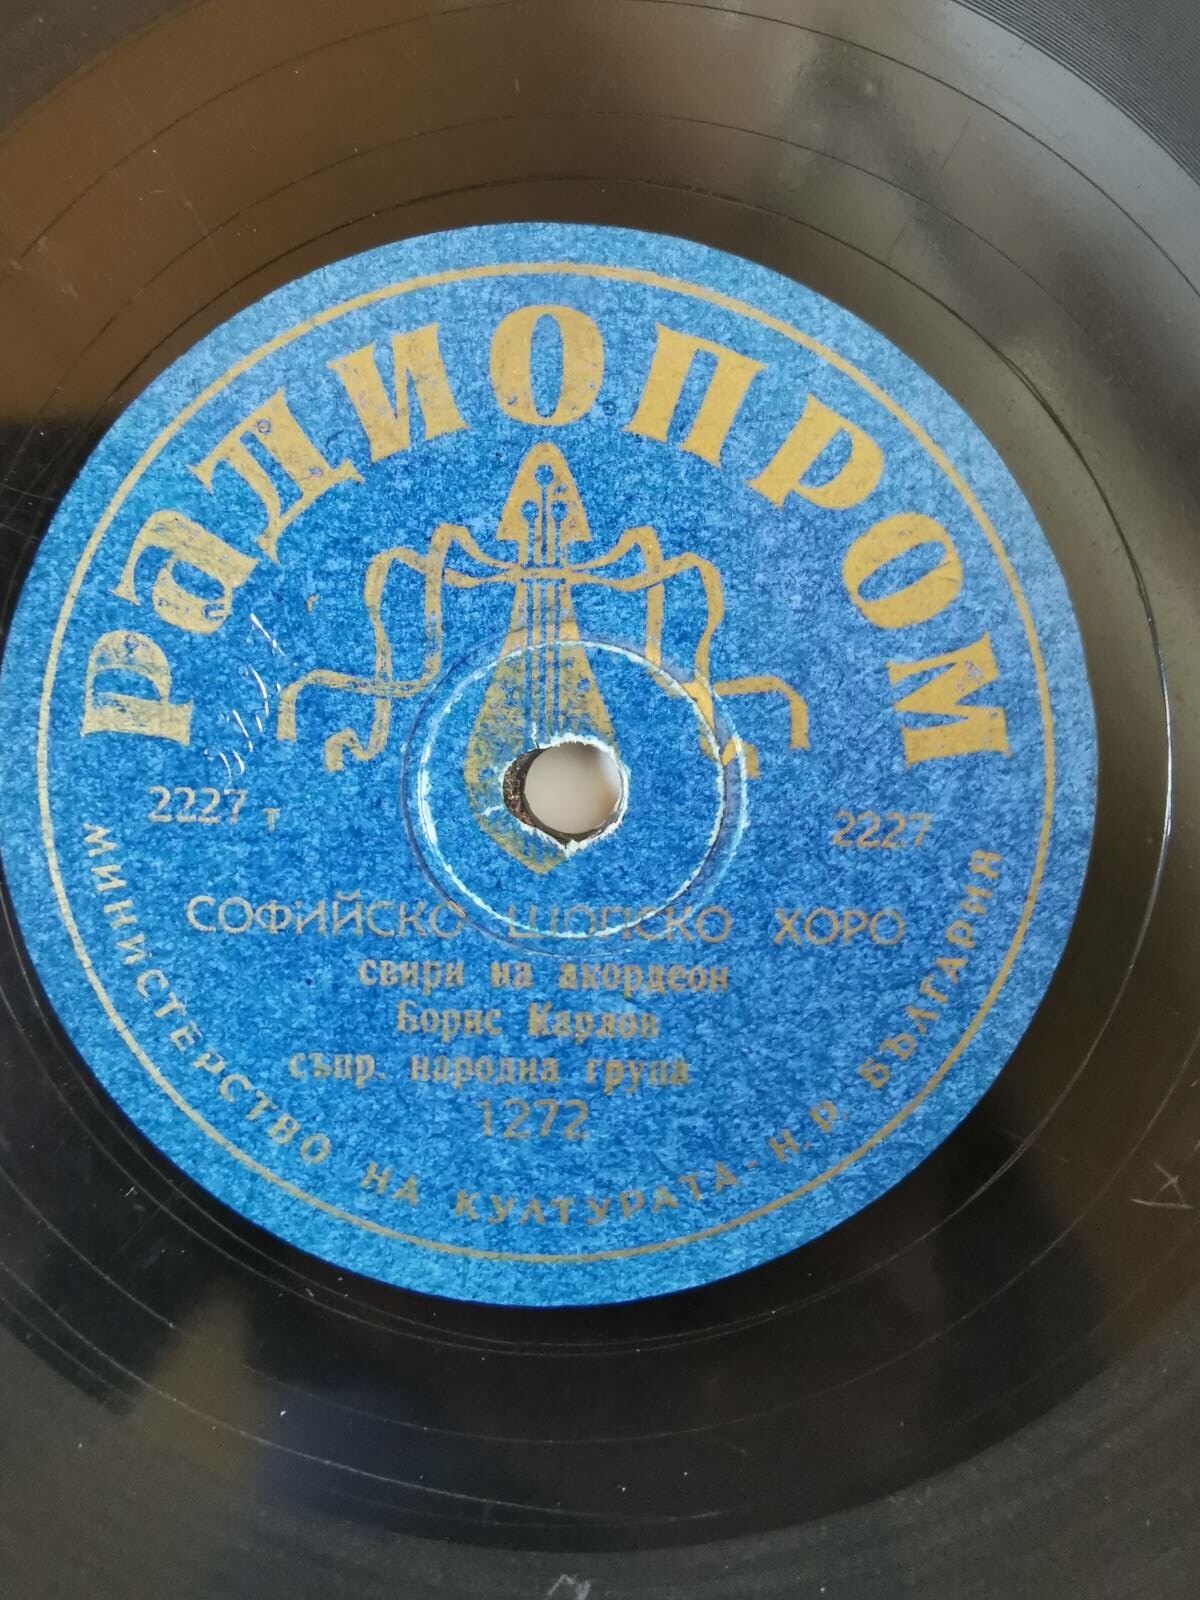 радиопром
2227 т
2227
СОФИЙСКО ШОПСКО ХОРО
свири на акордеон
Борис Карлов
съпр. народна група
1272
МИНИСТЕРСТВО НА КУЛТУРАТА - Н. Р. БЪЛГАРИЯ